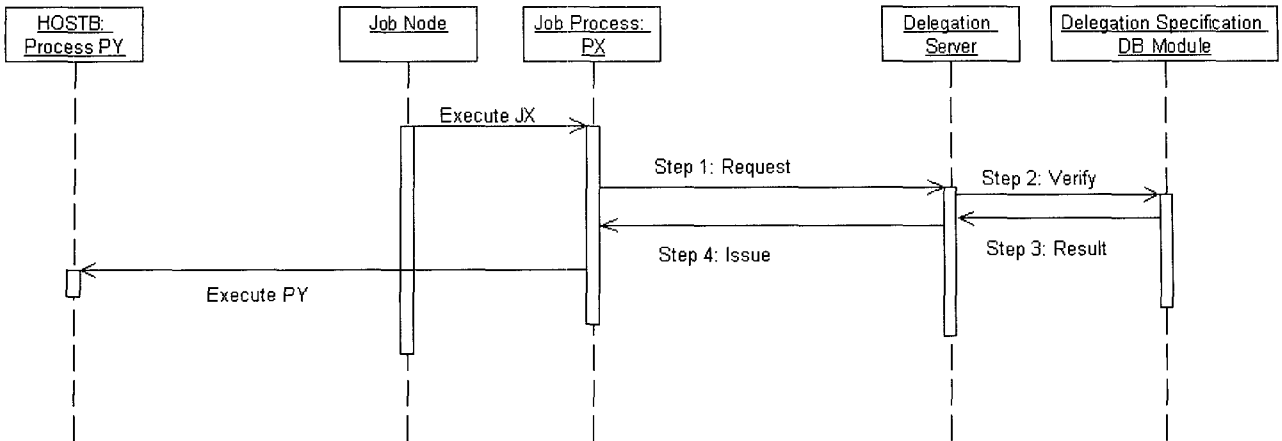 HOSTB:
Process PY
Job Node
Job Process:
PX
Delegation
Server
Delegation Specification
DB Module
Execute JX
Step 1: Request
Step 2: Verify
Step 3: Result
Step 4: Issue
Execute PY